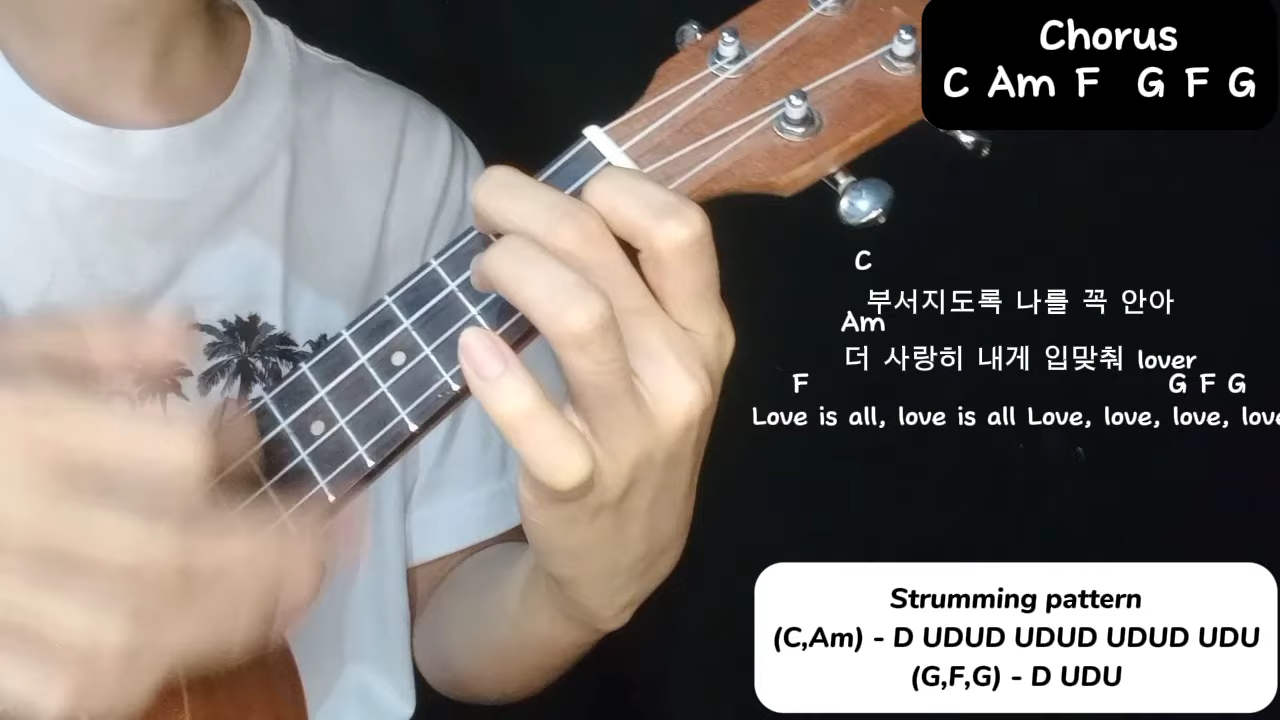 Chorus
C Am F G F G
C
부서지도록 나를 꼭 안아
Am
더 사랑히 내게 입맞춰 lover
F G F G
Love is all, love is all Love, love, love, love
Strumming pattern
(C,Am) - D UDUD UDUD UDUD UDU
(G,F,G) - D UDU